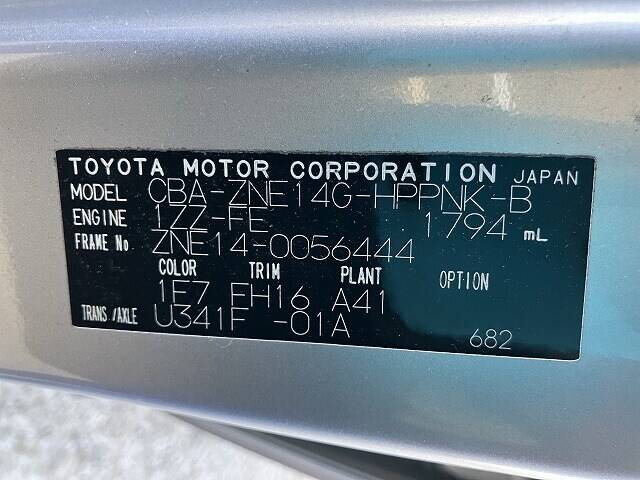 TOYOTA MOTOR CORPORATION JAPAN
MODEL CBA-ZNE14G-HPPNK-B
ENGINE 1ZZ-FE 1794 mL
FRAME No ZNE14-0056444
COLOR TRIM PLANT OPTION
1E7 FH16 A41
TRANS/AXLE U341F -01A 682